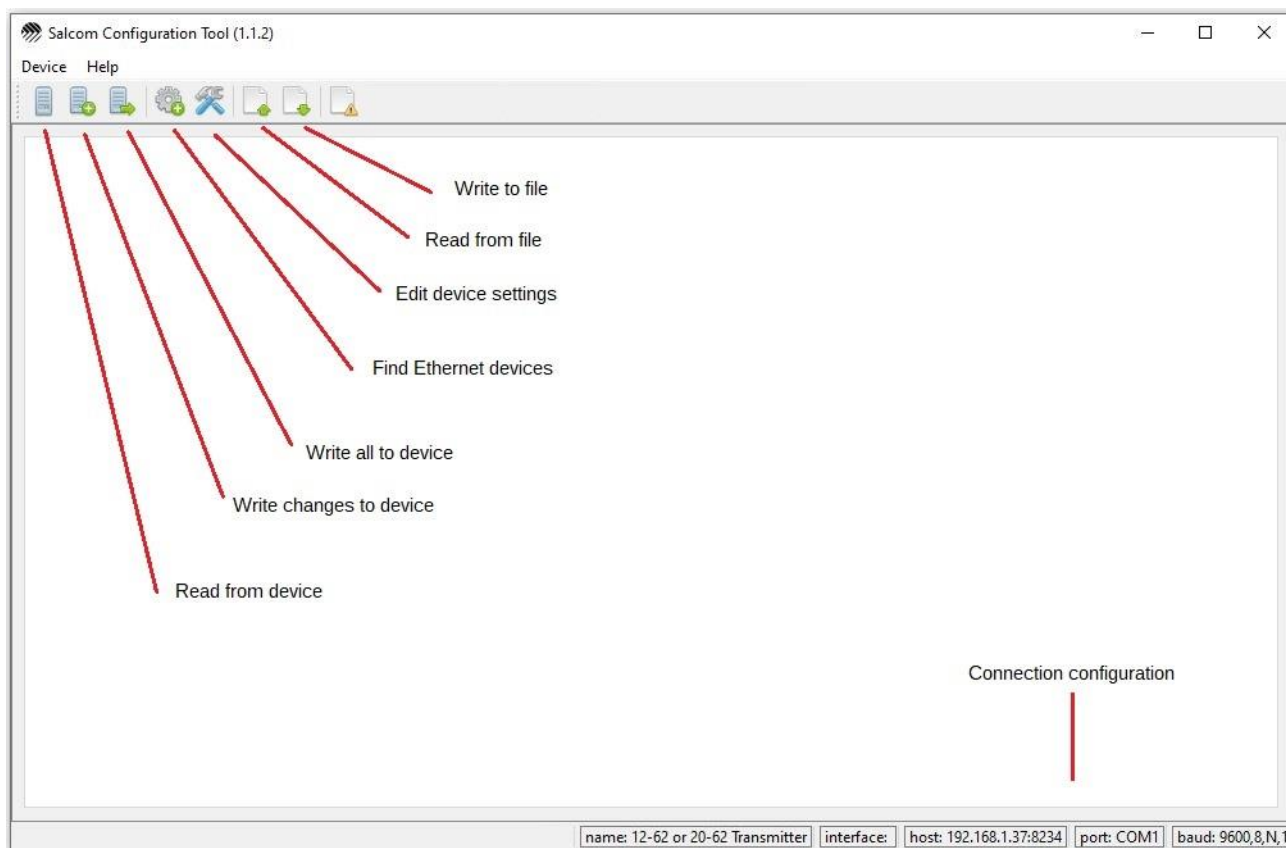 Salcom Configuration Tool (1.1.2)
Device Help
Write to file
Read from file
Edit device settings
Find Ethernet devices
Write all to device
Write changes to device
Read from device
Connection configuration
name: 12-62 or 20-62 Transmitter interface: host: 192.168.1.37:8234 port: COM1 baud: 9600,8,N,1